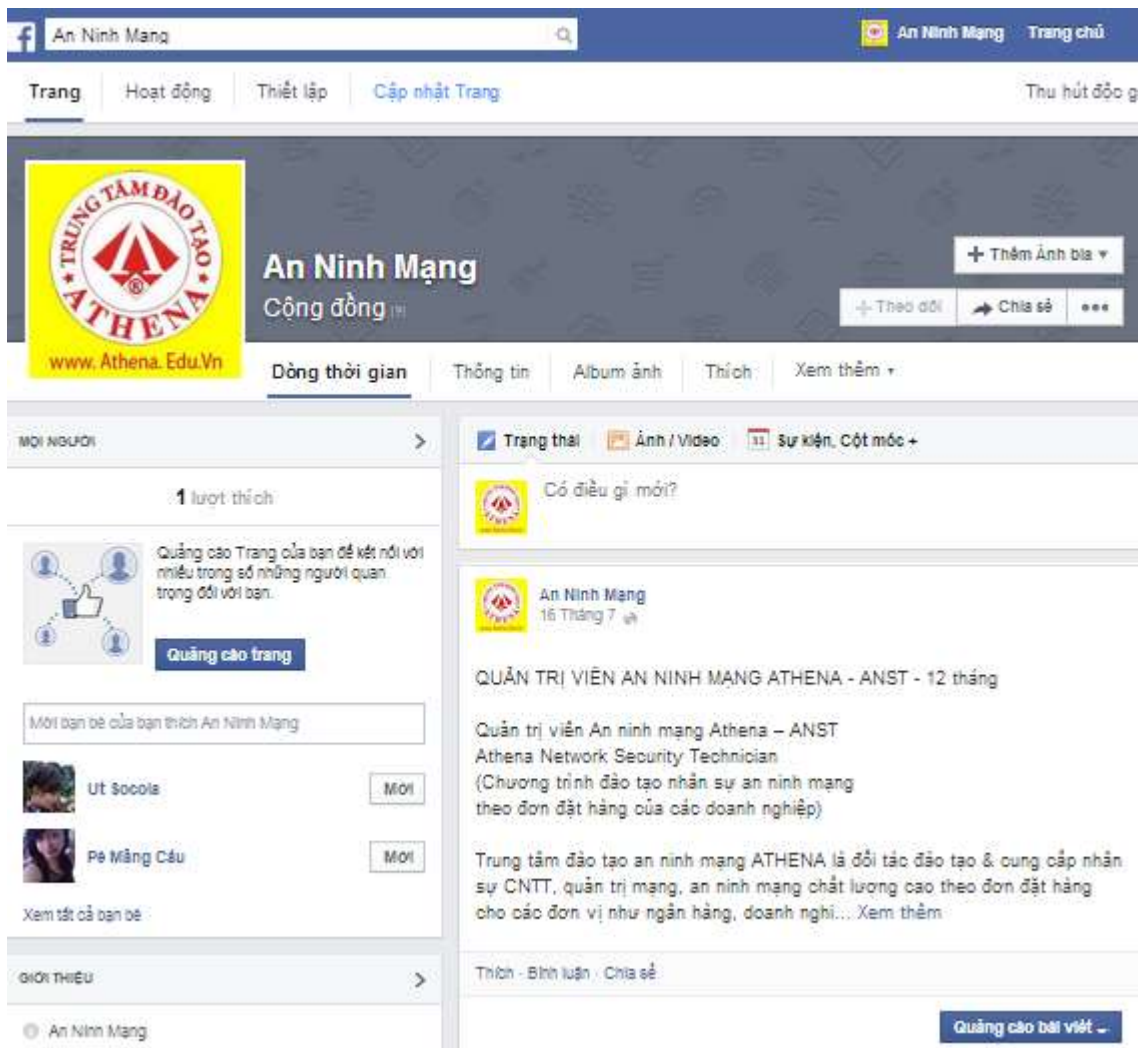 An Ninh Mạng
An Ninh Mạng Trang chủ
Trang Hoạt động Thiết lập Cập nhật Trang
Thu hút độc g
TRUNG TÂM ĐÀO TẠO
ATHENA
®
www. Athena. Edu.Vn
An Ninh Mạng
Cộng đồng
+ Thêm Ảnh bìa
+ Theo dõi Chia sẻ
Dòng thời gian Thông tin Album ảnh Thích Xem thêm
MỌI NGƯỜI
1 lượt thích
Quảng cáo Trang của bạn để kết nối với
nhiều trong số những người quan
trọng đối với bạn.
Quảng cáo trang
Mời bạn bè của bạn thích An Ninh Mạng
Ut Socola Mời
Pé Mãng Cầu Mời
Xem tất cả bạn bè
GIỚI THIỆU
An Ninh Mạng
Trạng thái Ảnh / Video 31 Sự kiện, Cột mốc +
Có điều gì mới?
An Ninh Mạng
16 Tháng 7
QUẢN TRỊ VIÊN AN NINH MẠNG ATHENA - ANST - 12 tháng
Quản trị viên An ninh mạng Athena – ANST
Athena Network Security Technician
(Chương trình đào tạo nhân sự an ninh mạng
theo đơn đặt hàng của các doanh nghiệp)
Trung tâm đào tạo an ninh mạng ATHENA là đối tác đào tạo & cung cấp nhân
sự CNTT, quản trị mạng, an ninh mạng chất lượng cao theo đơn đặt hàng
cho các đơn vị như ngân hàng, doanh nghi... Xem thêm
Thích · Bình luận · Chia sẻ
Quảng cáo bài viết